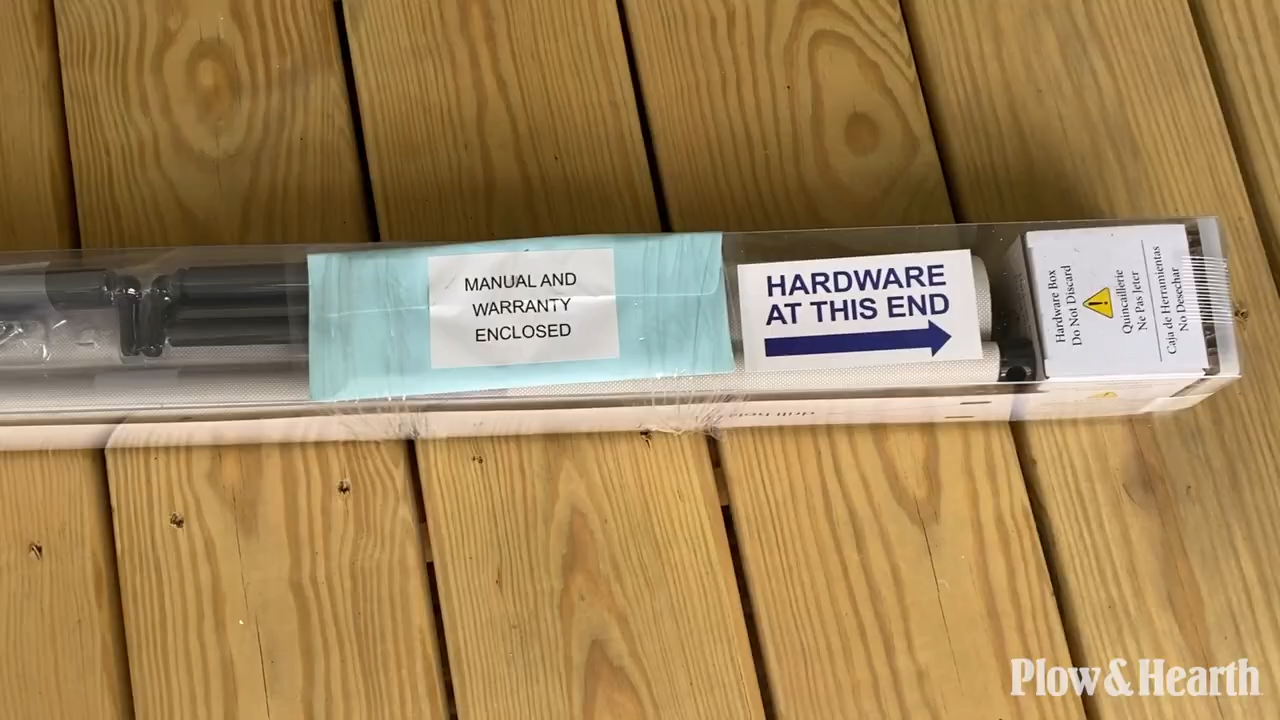 MANUAL AND
WARRANTY
ENCLOSED
HARDWARE
AT THIS END
Hardware Box
Do Not Discard
Quincaillerie
Ne Pas Jeter
Caja de Herramientas
No Desechar
Plow & Hearth